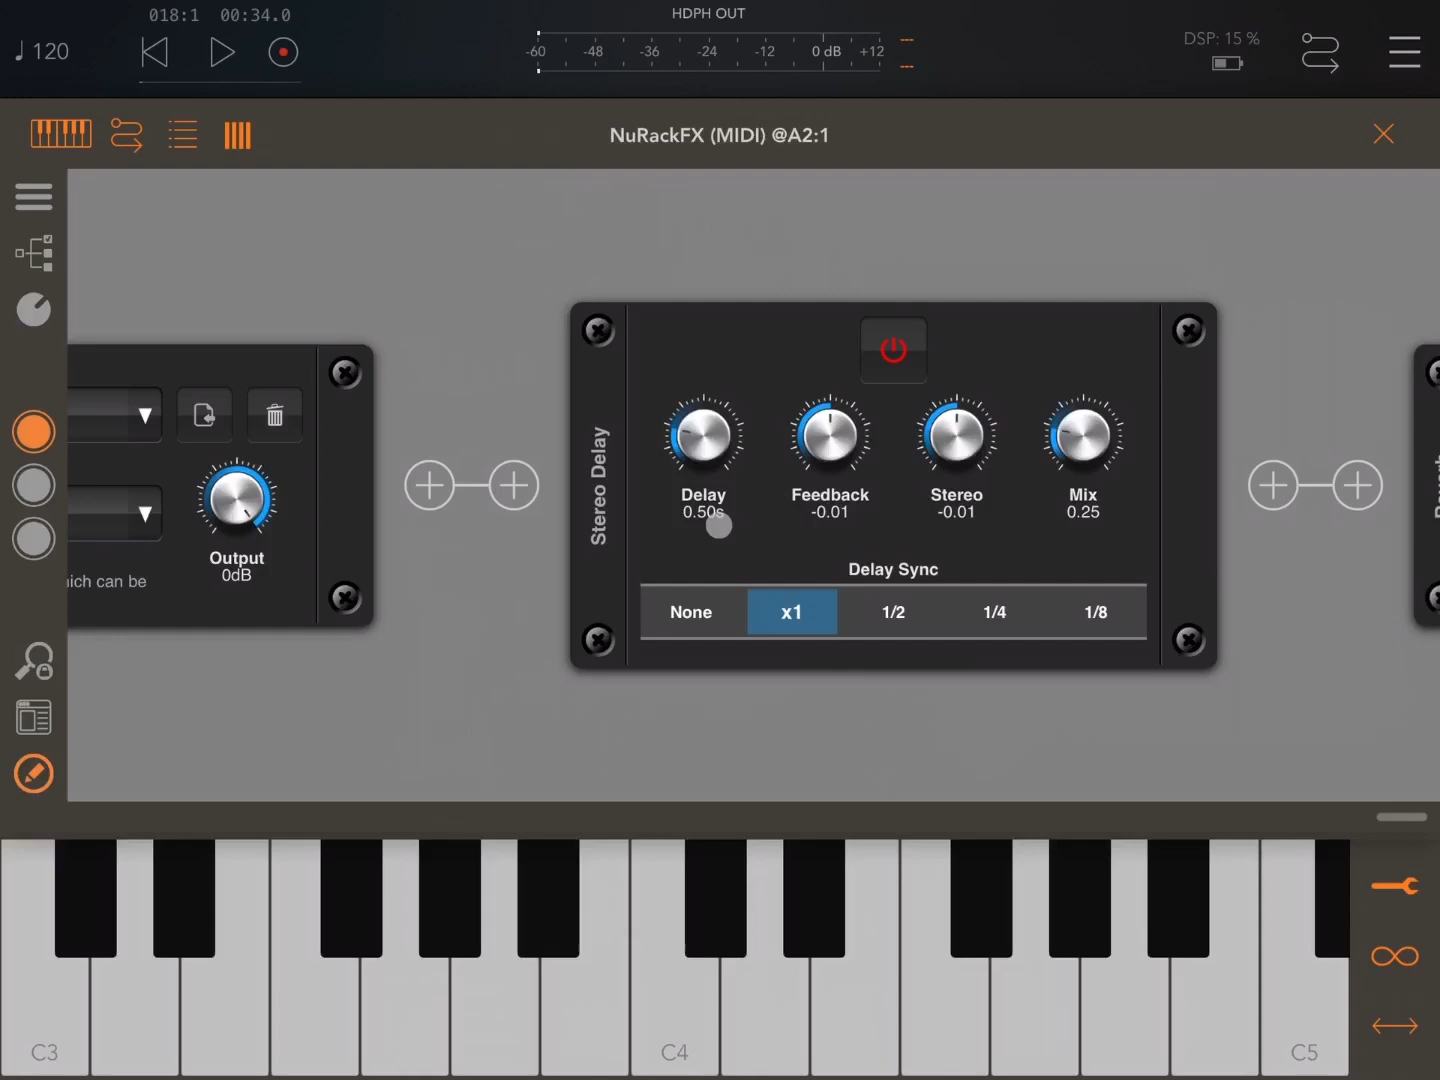 018:1 00:34.0
120
HDPH OUT
-60 -48 -36 -24 -12 0 dB +12
DSP: 15 %
NuRackFX (MIDI) @A2:1
Output
0dB
which can be
Stereo Delay
Delay
0.50s
Feedback
-0.01
Stereo
-0.01
Mix
0.25
Delay Sync
None x1 1/2 1/4 1/8
C3 C4 C5